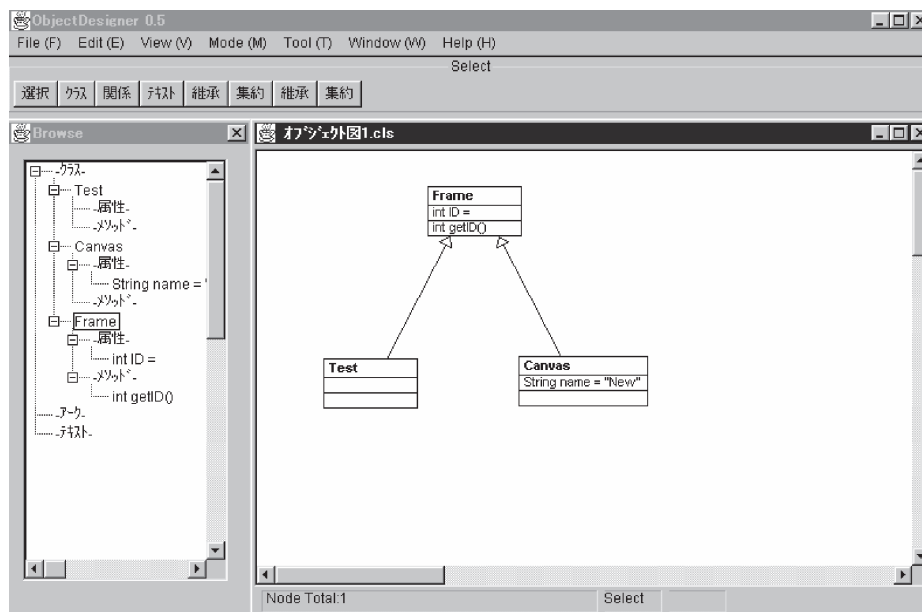 ObjectDesigner 0.5
File (F) Edit (E) View (V) Mode (M) Tool (T) Window (W) Help (H)
Select
選択 クラス 関係 テキスト 継承 集約 継承 集約
Browse
-クラス-
Test
-属性-
-メソッド-
Canvas
-属性-
String name = "
-メソッド-
Frame
-属性-
int ID =
-メソッド-
int getID()
-アーク-
-テキスト-
オブジェクト図1.cls
Frame
int ID =
int getID()
Test
Canvas
String name = "New"
Node Total:1
Select